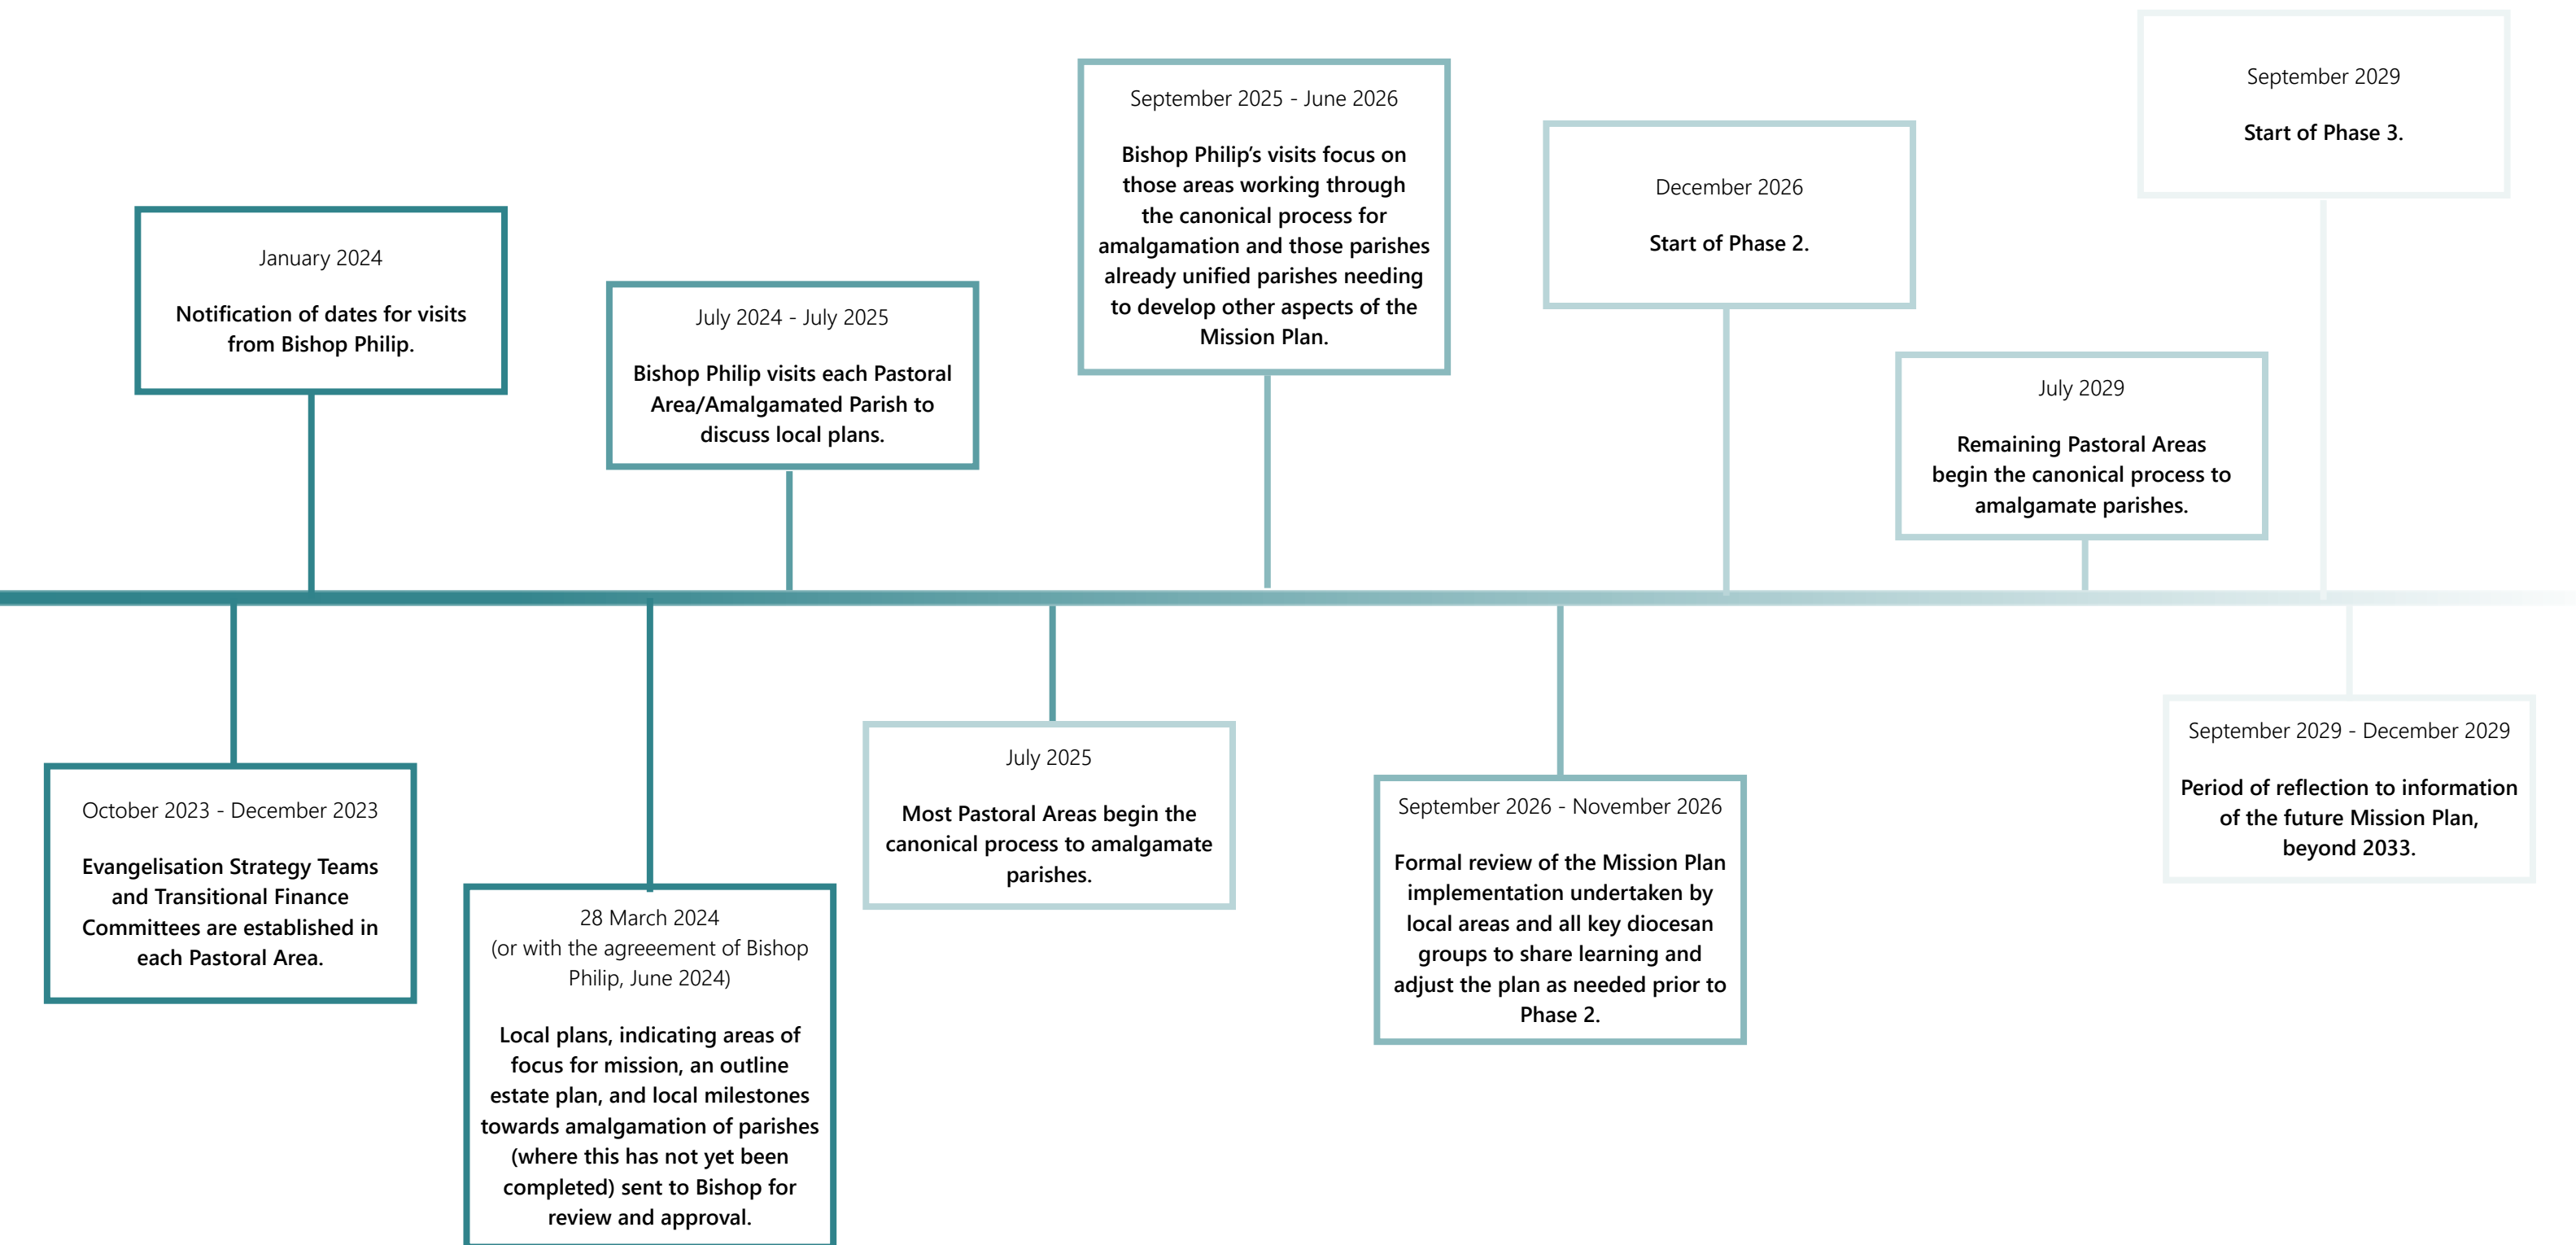 October 2023 - December 2023
Evangelisation Strategy Teams
and Transitional Finance
Committees are established in
each Pastoral Area.
January 2024
Notification of dates for visits
from Bishop Philip.
28 March 2024
(or with the agreeement of Bishop
Philip, June 2024)
Local plans, indicating areas of
focus for mission, an outline
estate plan, and local milestones
towards amalgamation of parishes
(where this has not yet been
completed) sent to Bishop for
review and approval.
July 2024 - July 2025
Bishop Philip visits each Pastoral
Area/Amalgamated Parish to
discuss local plans.
July 2025
Most Pastoral Areas begin the
canonical process to amalgamate
parishes.
September 2025 - June 2026
Bishop Philip’s visits focus on
those areas working through
the canonical process for
amalgamation and those parishes
already unified parishes needing
to develop other aspects of the
Mission Plan.
September 2026 - November 2026
Formal review of the Mission Plan
implementation undertaken by
local areas and all key diocesan
groups to share learning and
adjust the plan as needed prior to
Phase 2.
December 2026
Start of Phase 2.
July 2029
Remaining Pastoral Areas
begin the canonical process to
amalgamate parishes.
September 2029
Start of Phase 3.
September 2029 - December 2029
Period of reflection to information
of the future Mission Plan,
beyond 2033.